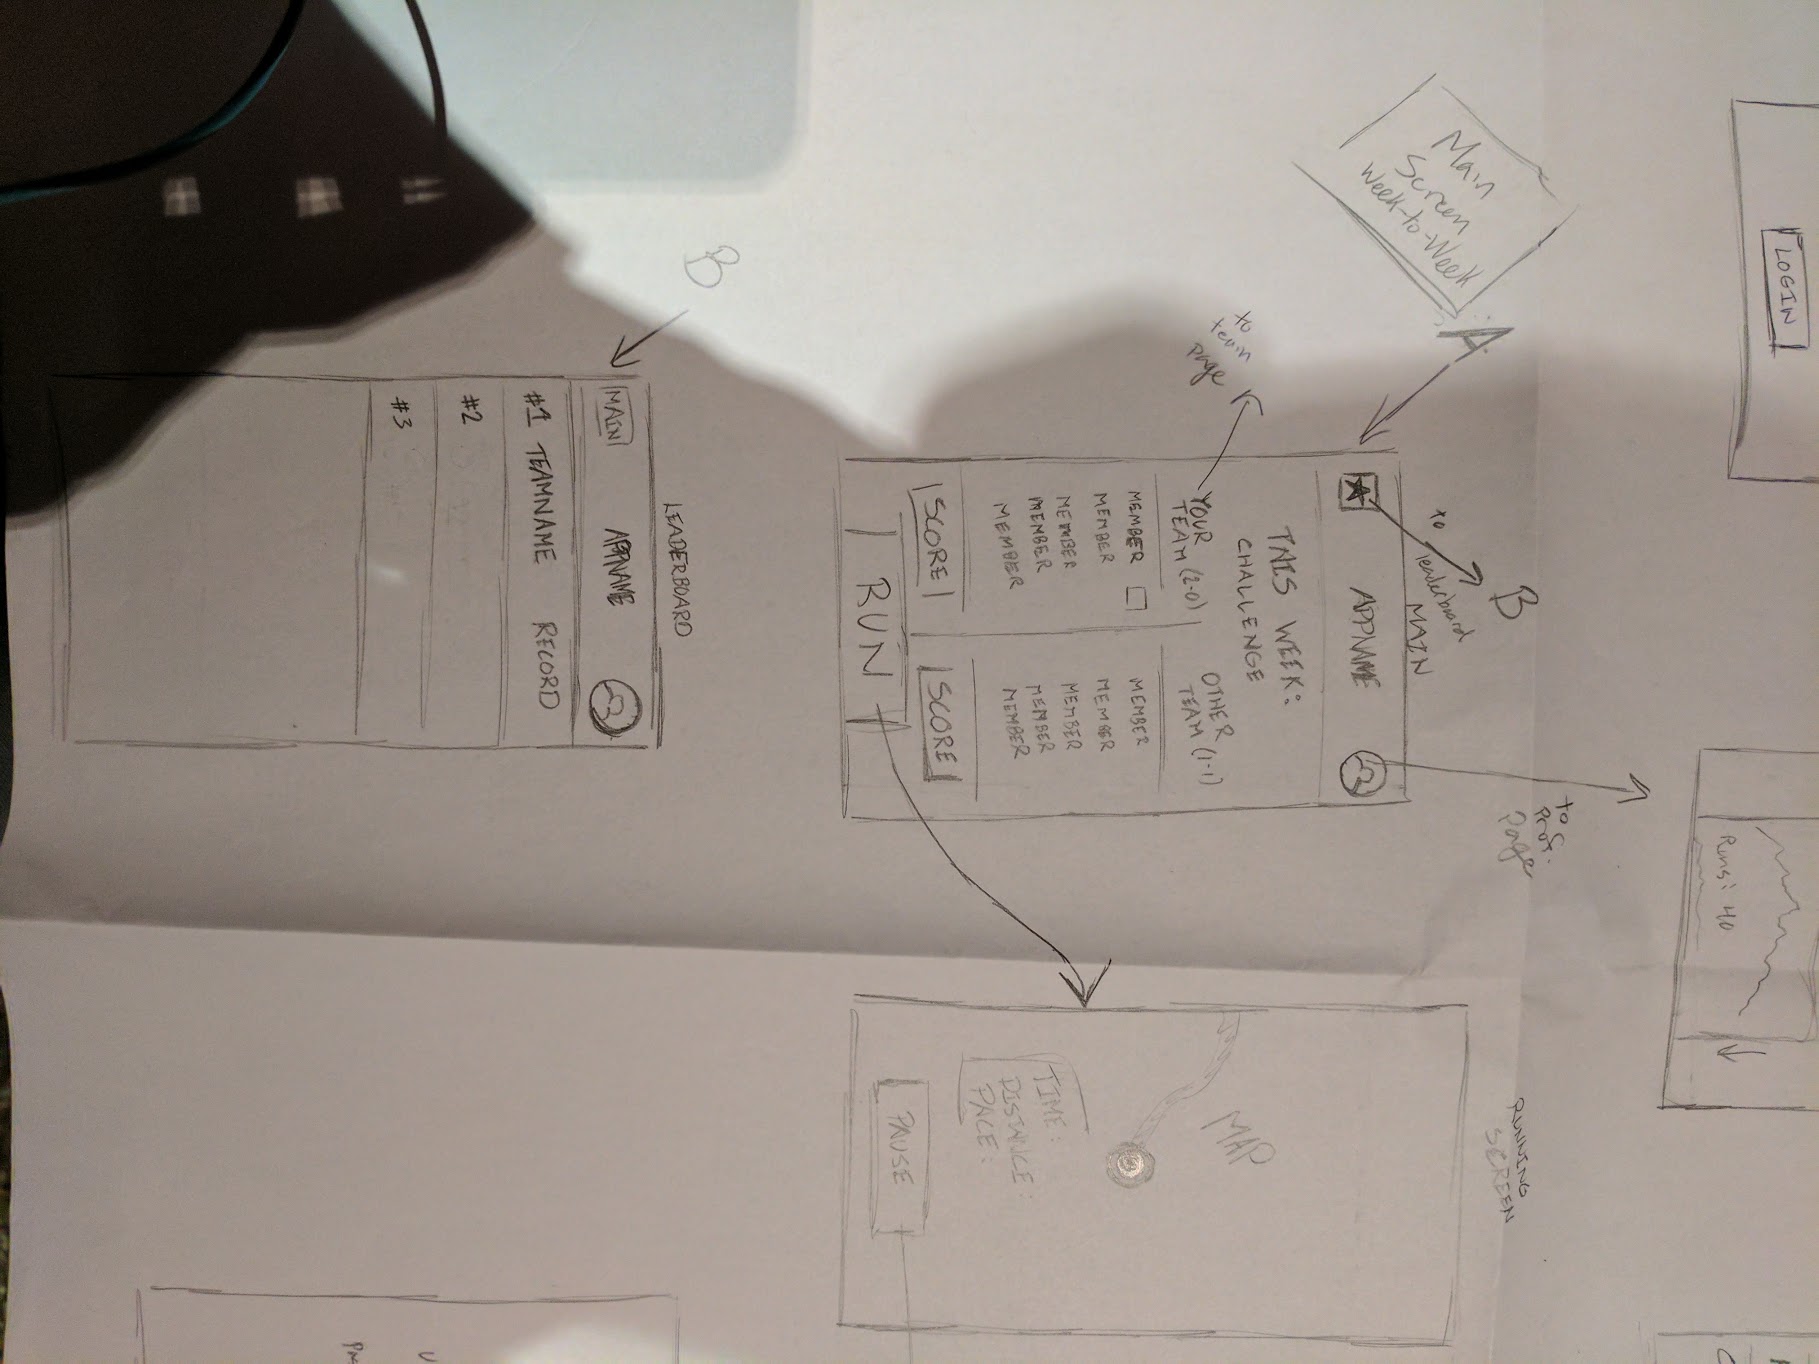 LOGIN
Main
Screen
Week-to-Week
A
to
leaderboard
B
MAIN
APPNAME
THIS WEEK:
CHALLENGE
YOUR
TEAM (2-0)
MEMBER
MEMBER
MEMBER
MEMBER
MEMBER
SCORE
OTHER
TEAM (1-1)
MEMBER
MEMBER
MEMBER
MEMBER
MEMBER
SCORE
RUN
to
team
page
to
prof.
page
Runs: 40
RUNNING
SCREEN
MAP
TIME:
DISTANCE:
PACE:
PAUSE
B
LEADERBOARD
MAIN
APPNAME
#1 TEAMNAME RECORD
#2
#3